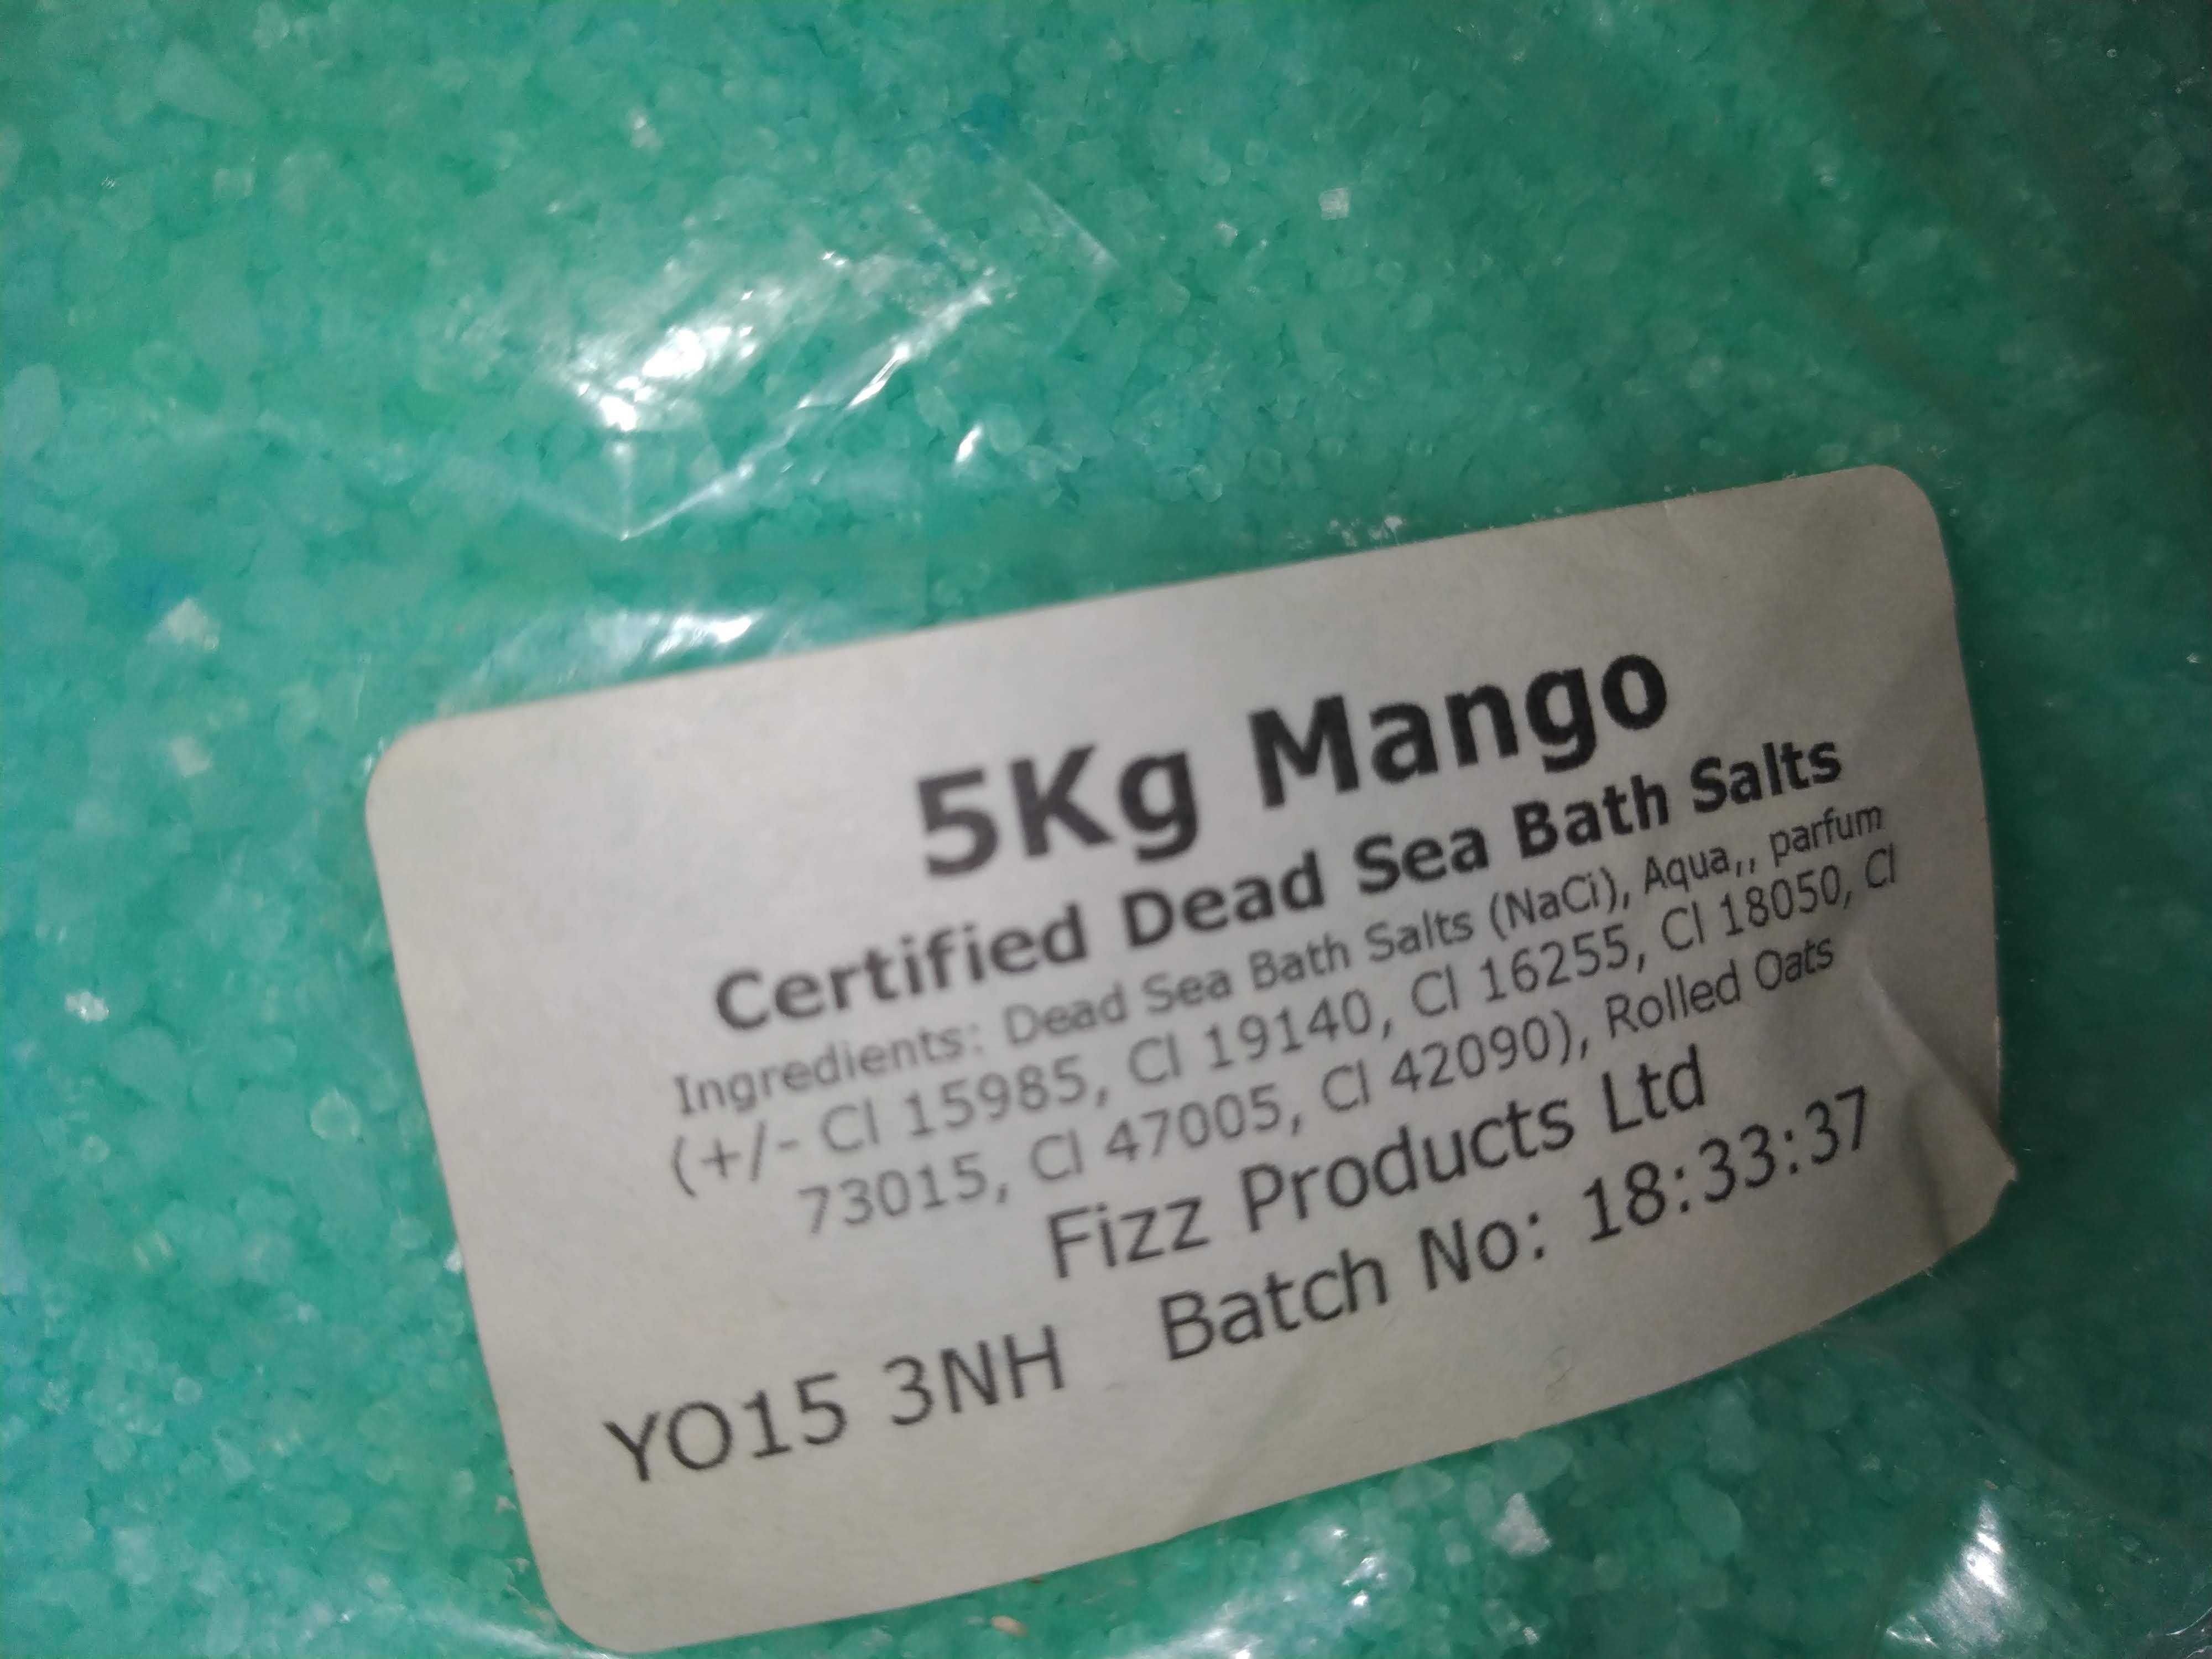 5Kg Mango
Certified Dead Sea Bath Salts
Ingredients: Dead Sea Bath Salts (NaCi), Aqua,, parfum
(+/- Cl 15985, Cl 19140, Cl 16255, Cl 18050, Cl
73015, Cl 47005, Cl 42090), Rolled Oats
Fizz Products Ltd
YO15 3NH Batch No: 18:33:37